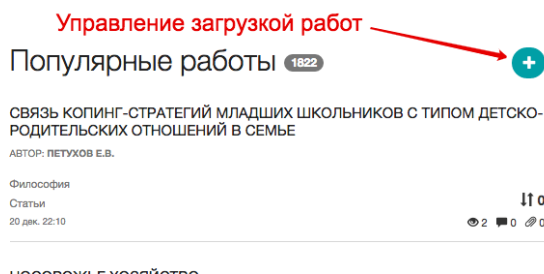 Управление загрузкой работ
Популярные работы 1822
СВЯЗЬ КОПИНГ-СТРАТЕГИЙ МЛАДШИХ ШКОЛЬНИКОВ С ТИПОМ ДЕТСКО-
РОДИТЕЛЬСКИХ ОТНОШЕНИЙ В СЕМЬЕ
АВТОР: ПЕТУХОВ Е.В.
Философия
Статьи
0
20 дек. 22:10
2 0 0